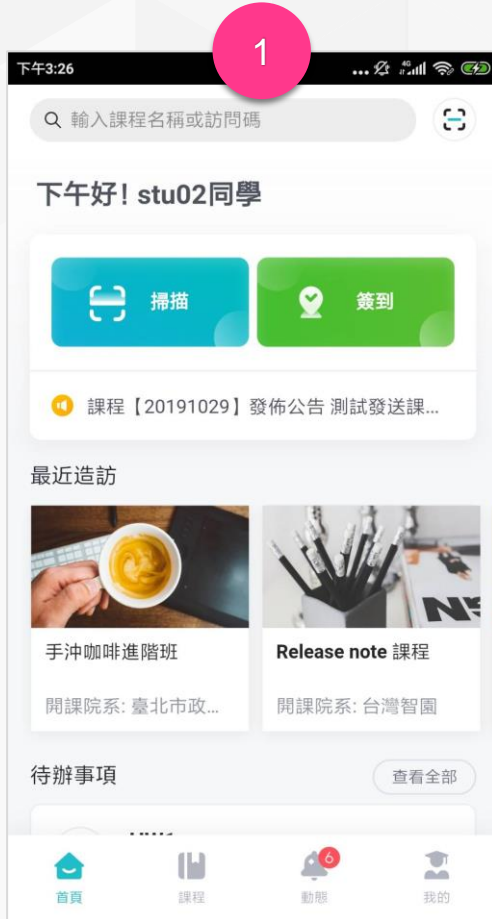 1
下午3:26
... 4G
輸入課程名稱或訪問碼
下午好! stu02同學
掃描
簽到
課程【20191029】發佈公告 測試發送課...
最近造訪
手沖咖啡進階班
Release note 課程
開課院系: 臺北市政...
開課院系: 台灣智園
待辦事項
查看全部
6
首頁
課程
動態
我的